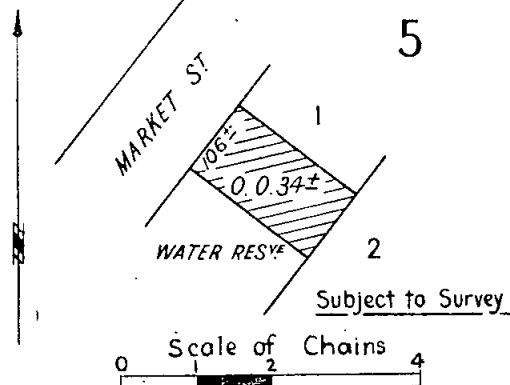 5
MARKET ST.
1
106±
0.0.34±
WATER RESVE
2
Subject to Survey
Scale of Chains
0 1 2 4